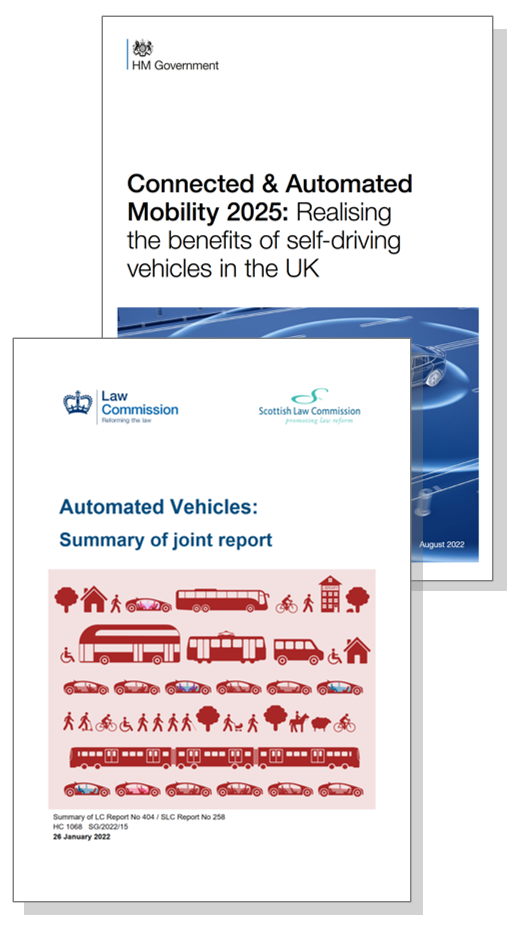 HM Government
Connected & Automated
Mobility 2025: Realising
the benefits of self-driving
vehicles in the UK
August 2022
Law
Commission
Reforming the law
Scottish Law Commission
promoting law reform
Automated Vehicles:
Summary of joint report
Summary of LC Report No 404 / SLC Report No 258
HC 1068 SG/2022/15
26 January 2022